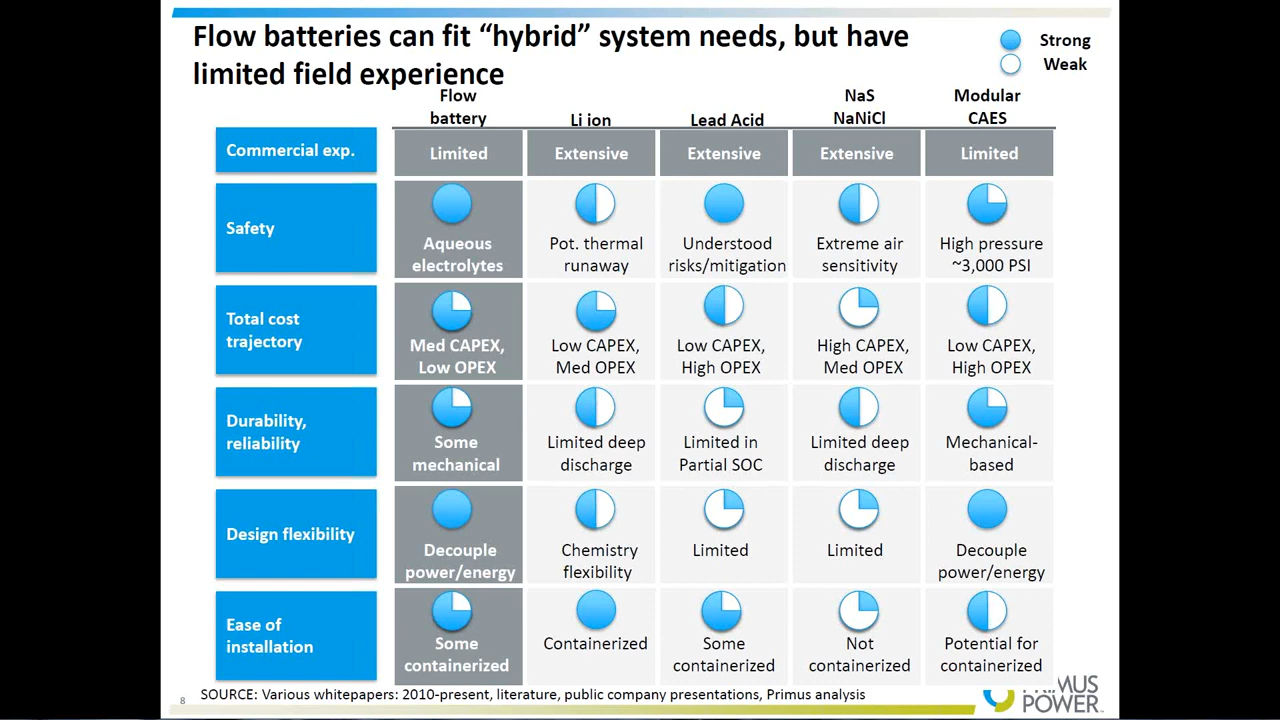 Flow batteries can fit “hybrid” system needs, but have
limited field experience
Strong
Weak
Flow
battery
Li ion
Lead Acid
NaS
NaNiCl
Modular
CAES
Commercial exp.
Limited
Extensive
Extensive
Extensive
Limited
Safety
Aqueous
electrolytes
Pot. thermal
runaway
Understood
risks/mitigation
Extreme air
sensitivity
High pressure
~3,000 PSI
Total cost
trajectory
Med CAPEX,
Low OPEX
Low CAPEX,
Med OPEX
Low CAPEX,
High OPEX
High CAPEX,
Med OPEX
Low CAPEX,
High OPEX
Durability,
reliability
Some
mechanical
Limited deep
discharge
Limited in
Partial SOC
Limited deep
discharge
Mechanical-
based
Design flexibility
Decouple
power/energy
Chemistry
flexibility
Limited
Limited
Decouple
power/energy
Ease of
installation
Some
containerized
Containerized
Some
containerized
Not
containerized
Potential for
containerized
8
SOURCE: Various whitepapers: 2010-present, literature, public company presentations, Primus analysis
PRIMUS
POWER